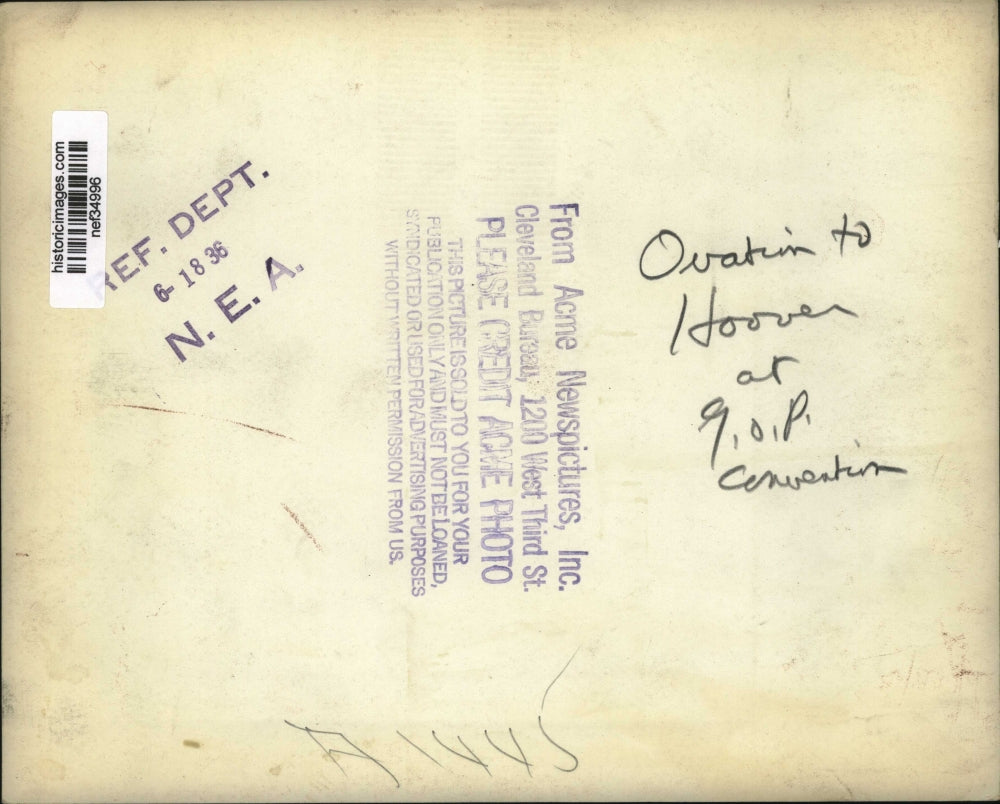 historicimages.com
nef34996
REF. DEPT.
6-18 36
N. E. A.
From Acme Newspictures, Inc.
Cleveland Bureau, 1200 West Third St.
PLEASE CREDIT ACME PHOTO
THIS PICTURE IS SOLD TO YOU FOR YOUR
PUBLICATION ONLY AND MUST NOT BE LOANED,
SYNDICATED OR USED FOR ADVERTISING PURPOSES
WITHOUT WRITTEN PERMISSION FROM US.
Ovation to
Hoover
at
G.O.P.
convention